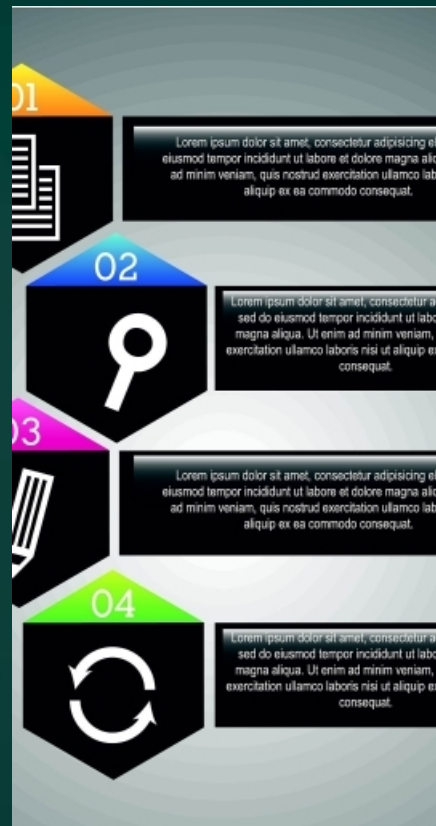 01
Lorem ipsum dolor sit amet, consectetur adipisicing
eiusmod tempor incididunt ut labore et dolore magna
ad minim veniam, quis nostrud exercitation ullamco
aliquip ex ea commodo consequat.
02
Lorem ipsum dolor sit amet, consectetur
sed do eiusmod tempor incididunt ut
magna aliqua. Ut enim ad minim veniam,
exercitation ullamco laboris nisi ut aliquip
consequat.
03
Lorem ipsum dolor sit amet, consectetur adipisicing
eiusmod tempor incididunt ut labore et dolore magna
ad minim veniam, quis nostrud exercitation ullamco
aliquip ex ea commodo consequat.
04
Lorem ipsum dolor sit amet, consectetur
sed do eiusmod tempor incididunt ut
magna aliqua. Ut enim ad minim veniam,
exercitation ullamco laboris nisi ut aliquip
consequat.